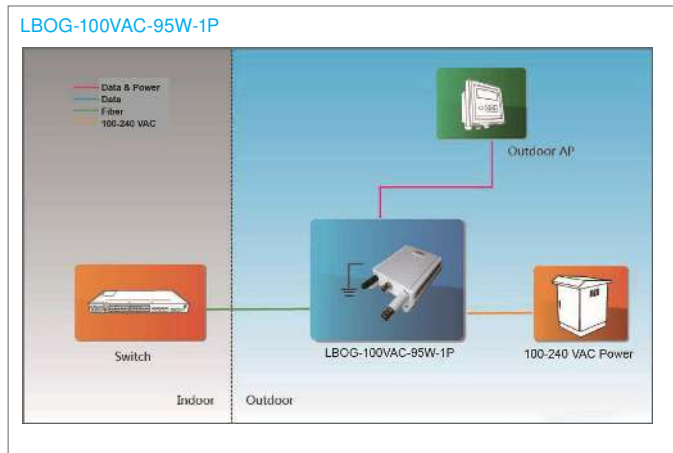 LBOG-100VAC-95W-1P
Data & Power
Data
Fiber
100-240 VAC
Outdoor AP
Switch
LBOG-100VAC-95W-1P
100-240 VAC Power
Indoor
Outdoor